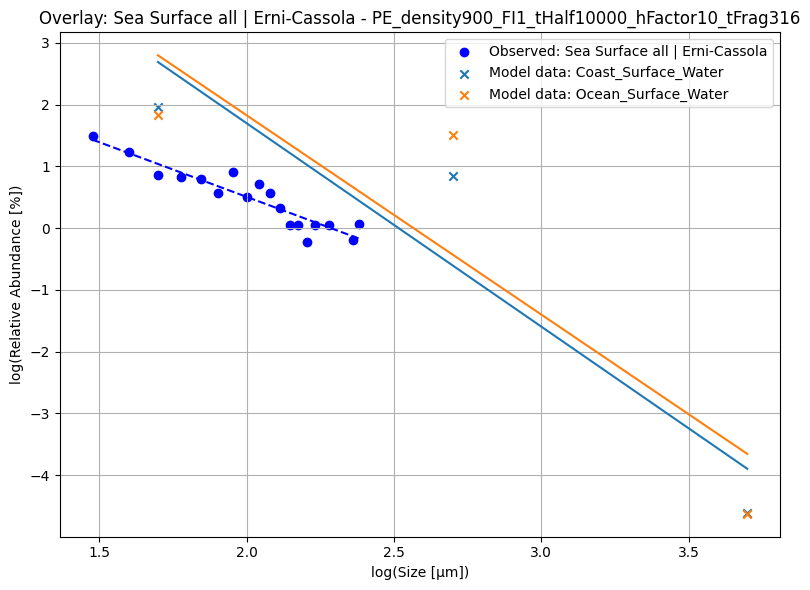 Overlay: Sea Surface all | Erni-Cassola - PE_density900_FI1_tHalf10000_hFactor10_tFrag316
Observed: Sea Surface all | Erni-Cassola
Model data: Coast_Surface_Water
Model data: Ocean_Surface_Water
log(Relative Abundance [%])
3
2
1
0
−1
−2
−3
−4
1.5 2.0 2.5 3.0 3.5
log(Size [μm])